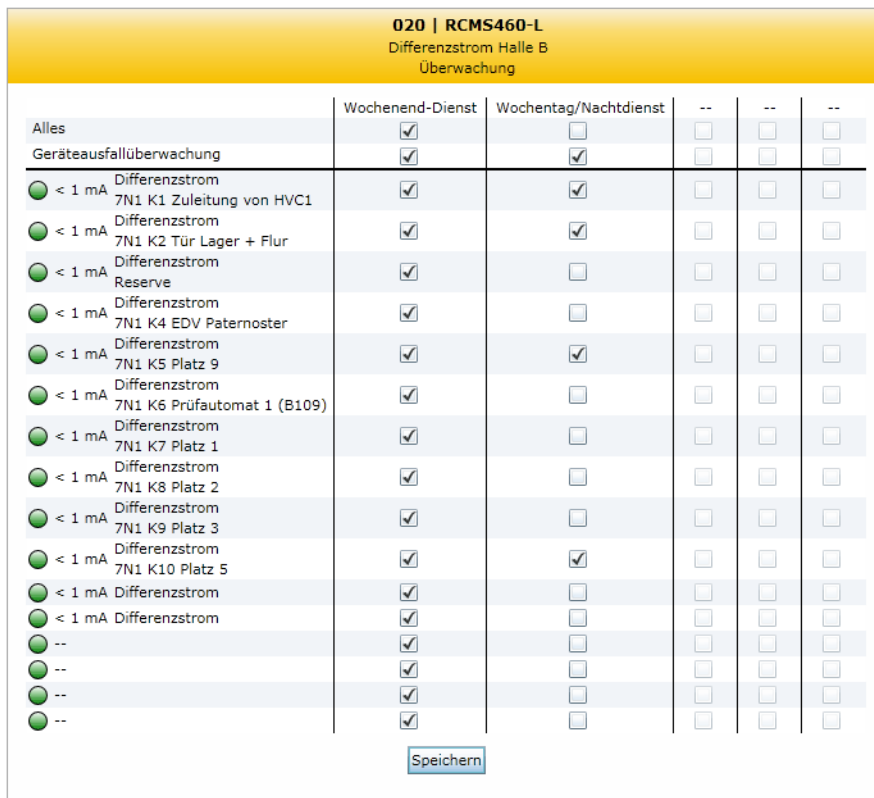 020 | RCMS460-L
Differenzstrom Halle B
Überwachung
Wochenend-Dienst Wochentag/Nachtdienst -- -- --
Alles
Geräteausfallüberwachung
< 1 mA Differenzstrom
7N1 K1 Zuleitung von HVC1
< 1 mA Differenzstrom
7N1 K2 Tür Lager + Flur
< 1 mA Differenzstrom
Reserve
< 1 mA Differenzstrom
7N1 K4 EDV Paternoster
< 1 mA Differenzstrom
7N1 K5 Platz 9
< 1 mA Differenzstrom
7N1 K6 Prüfautomat 1 (B109)
< 1 mA Differenzstrom
7N1 K7 Platz 1
< 1 mA Differenzstrom
7N1 K8 Platz 2
< 1 mA Differenzstrom
7N1 K9 Platz 3
< 1 mA Differenzstrom
7N1 K10 Platz 5
< 1 mA Differenzstrom
< 1 mA Differenzstrom
--
--
--
--
Speichern